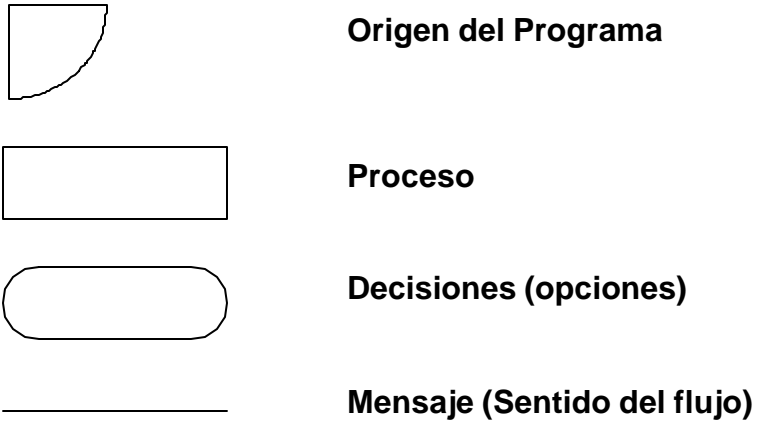 Origen del Programa
Proceso
Decisiones (opciones)
Mensaje (Sentido del flujo)